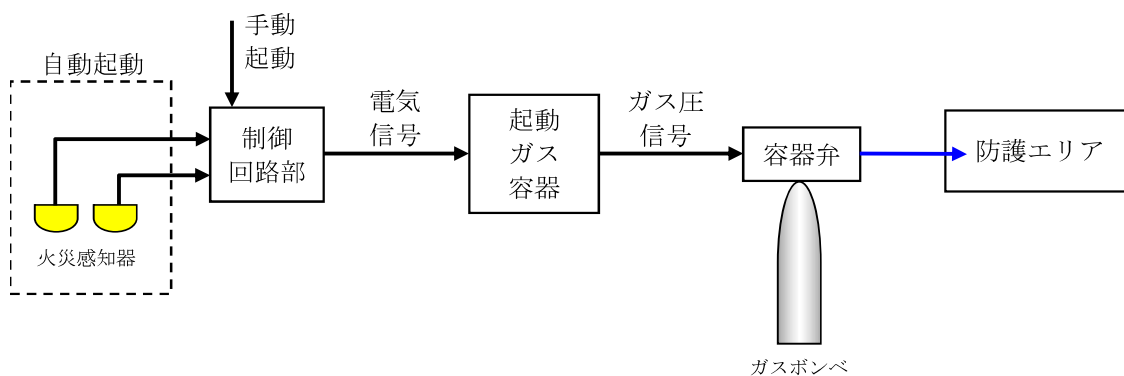 手動
起動
自動起動
制御
回路部
火災感知器
電気
信号
起動
ガス
容器
ガス圧
信号
容器弁
ガスボンベ
防護エリア